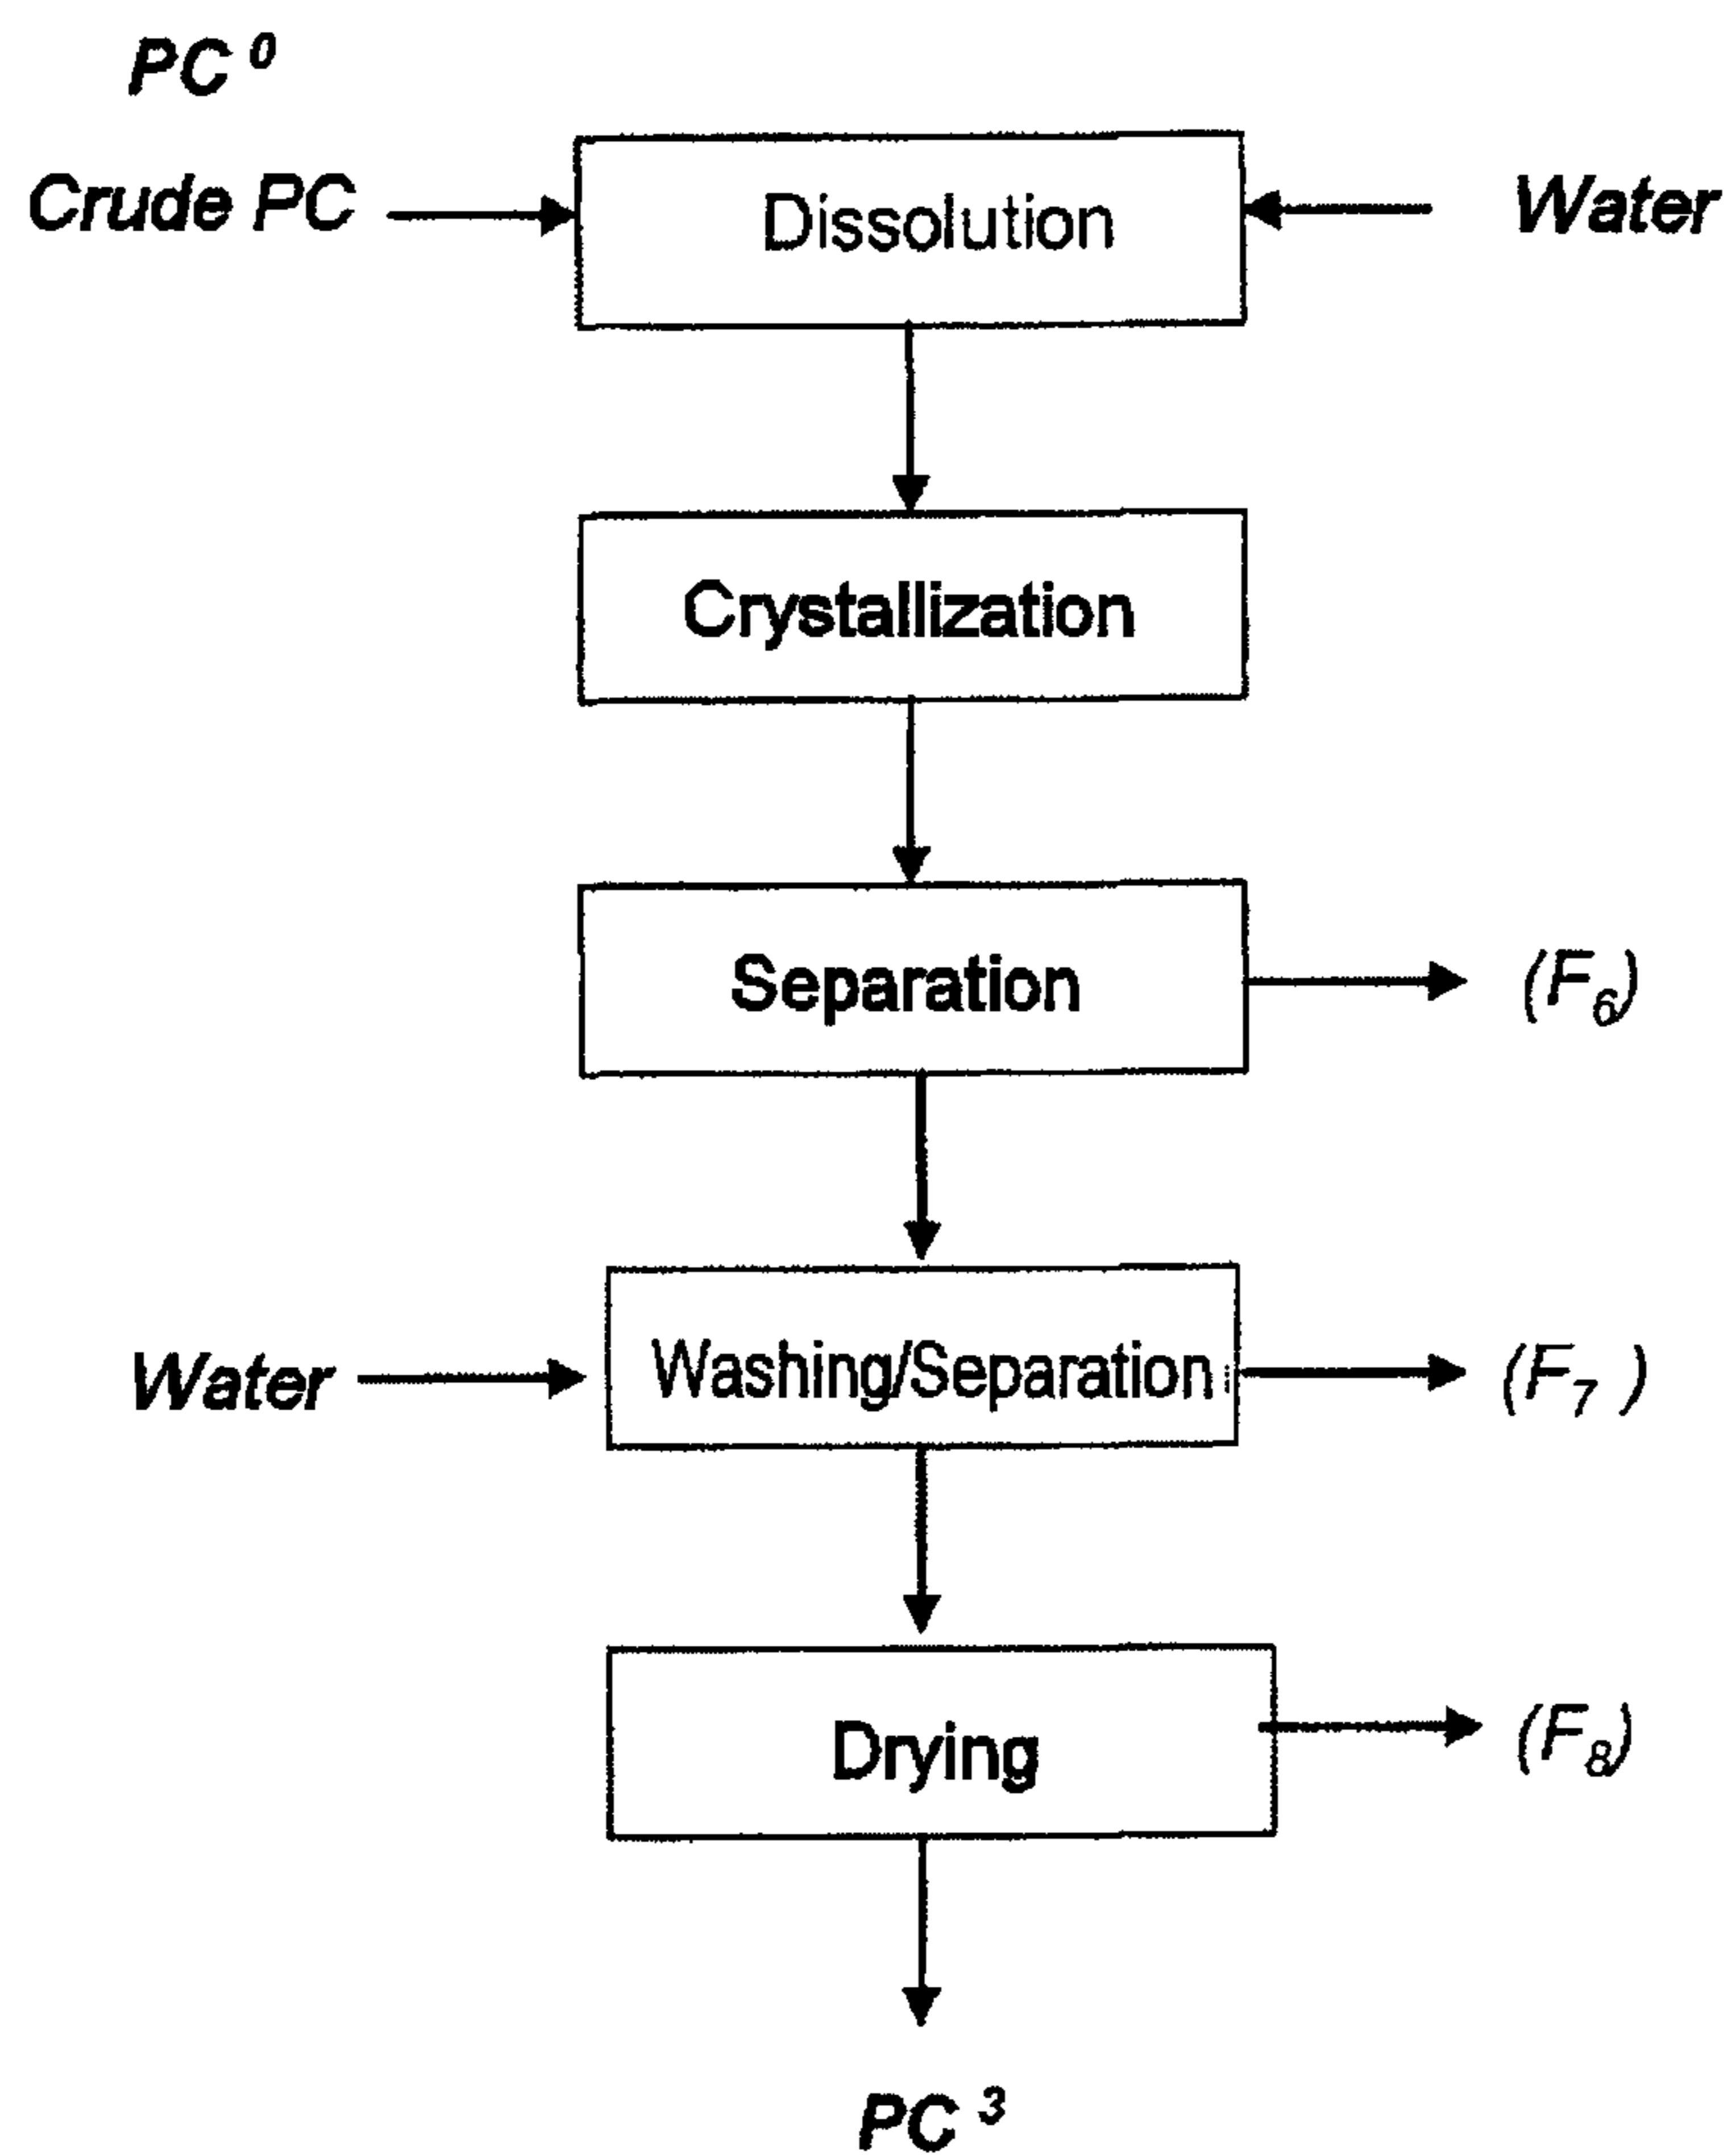 PC⁰
Crude PC
Dissolution
Water
Crystallization
Separation
(F₆)
Water
Washing/Separation
(F₇ )
Drying
(F₈)
PC³